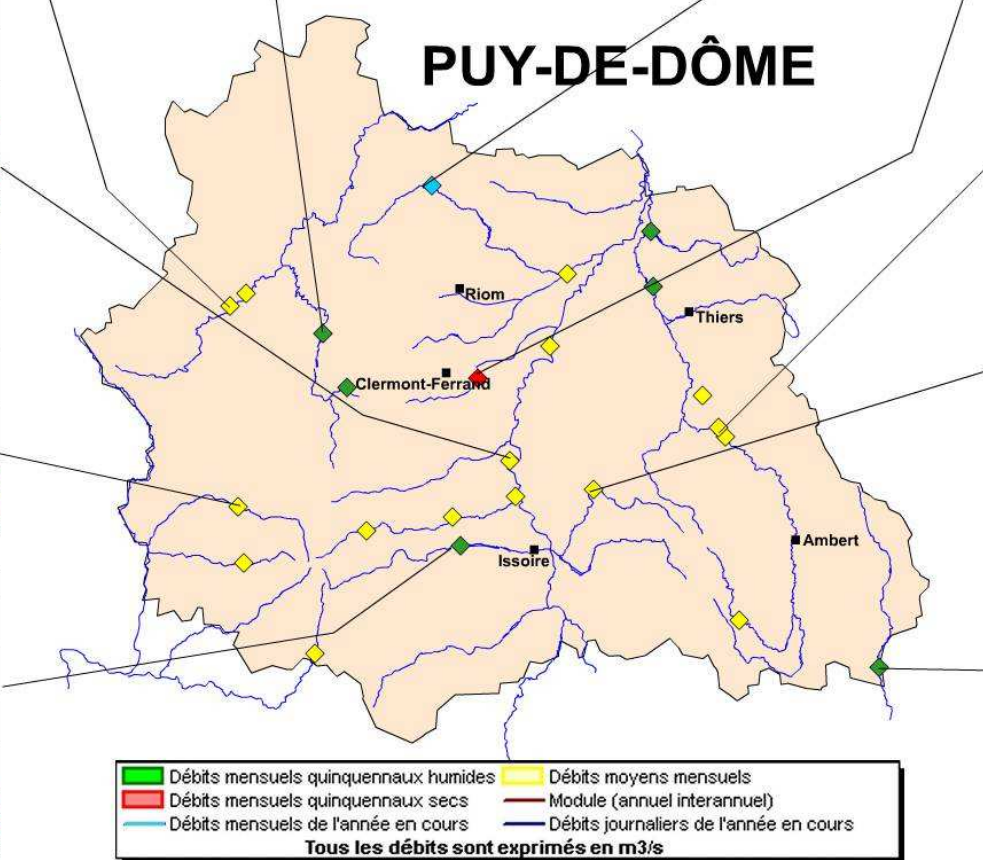 PUY-DE-DÔME
Riom
Thiers
Clermont-Ferrand
Ambert
Issoire
Débits mensuels quinquennaux humides
Débits moyens mensuels
Débits mensuels quinquennaux secs
Module (annuel interannuel)
Débits mensuels de l'année en cours
Débits journaliers de l'année en cours
Tous les débits sont exprimés en m3/s